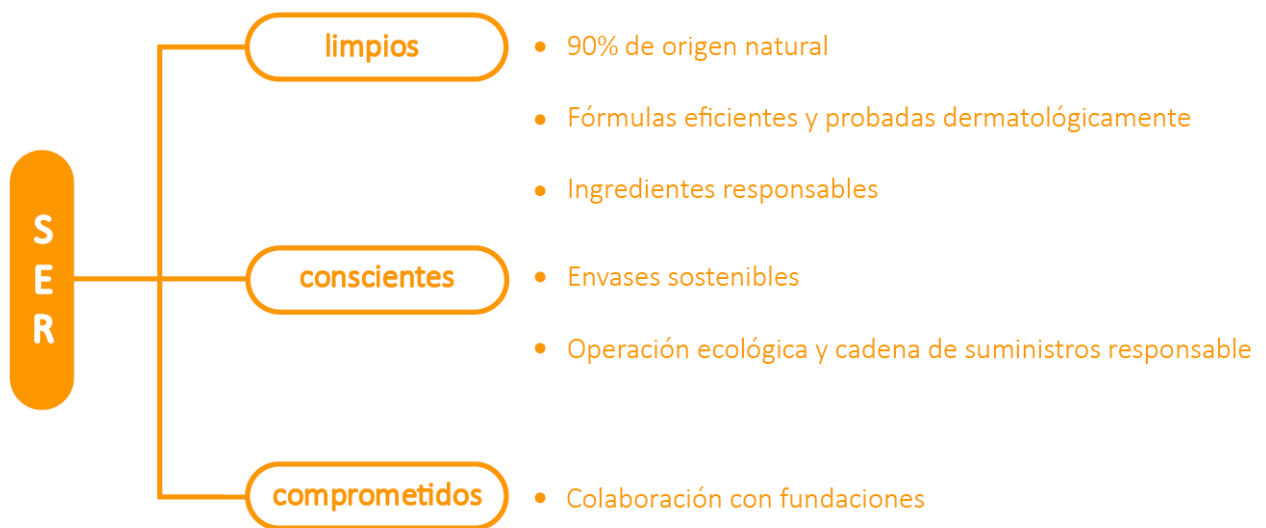 SER
limpios
• 90% de origen natural
• Fórmulas eficientes y probadas dermatológicamente
• Ingredientes responsables
conscientes
• Envases sostenibles
• Operación ecológica y cadena de suministros responsable
comprometidos
• Colaboración con fundaciones